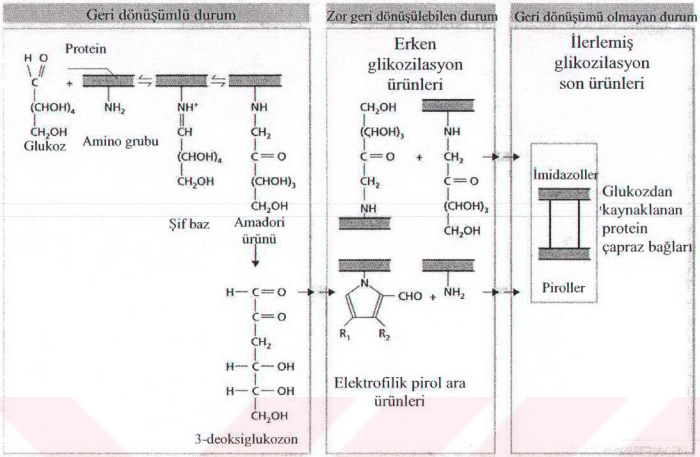 Geri dönüşümlü durum
Zor geri dönüşülebilen durum
Geri dönüşümü olmayan durum
Protein
H O
C
(CHOH)₄
CH₂OH
Glukoz
+
NH₂
Amino grubu
⇌
NH⁺
CH
(CHOH)₄
CH₂OH
Şif baz
⇌
NH
CH₂
C=O
(CHOH)₃
CH₂OH
Amadori
ürünü
H—C=O
C=O
CH₂
H—C—OH
H—C—OH
CH₂OH
3-deoksiglukozon
Erken
glikozilasyon
ürünleri
CH₂OH
(CHOH)₃
C=O
CH₂
NH
+
NH
CH₂
C=O
(CHOH)₃
CH₂OH
N
CHO
R₁
R₂
+ NH₂
Elektrofilik pirol ara
ürünleri
İlerlemiş
glikozilasyon
son ürünleri
İmidazoller
Glukozdan
kaynaklanan
protein
çapraz bağları
Piroller